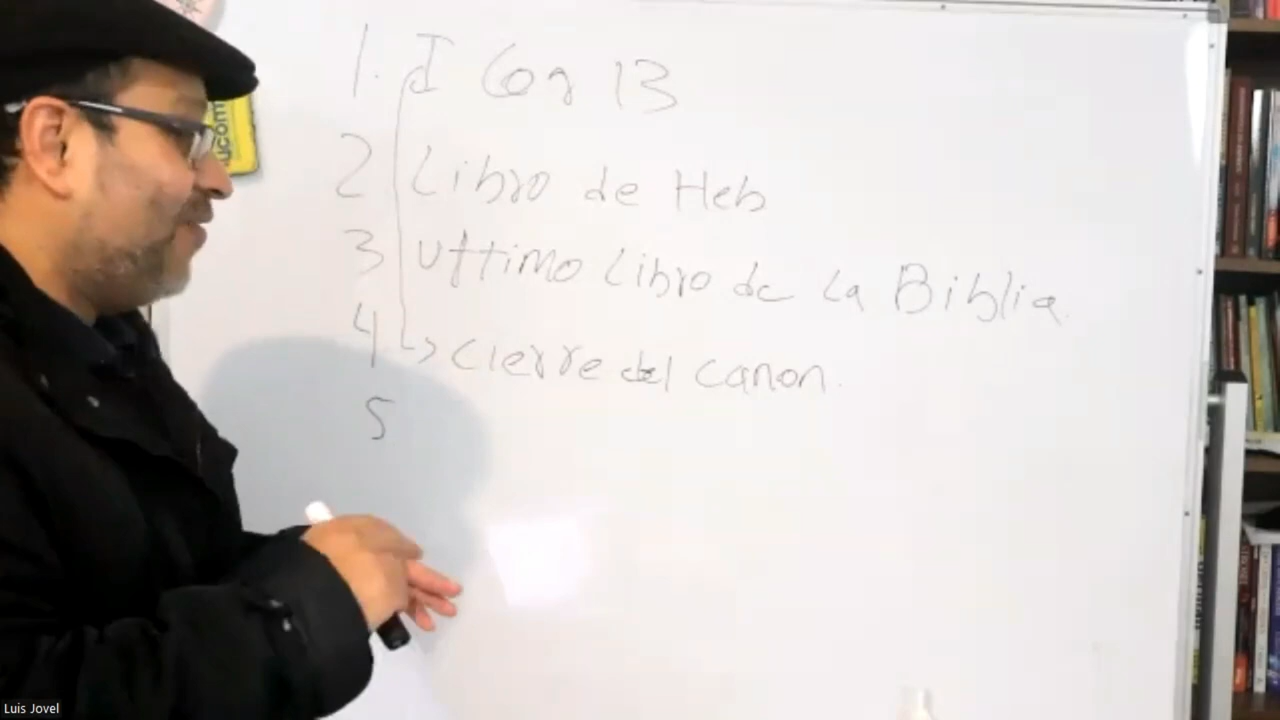 1. I Cor 13
2 Libro de Heb
3 Ultimo Libro de La Biblia.
4 → cierre del canon.
5
ucom
Luis Jovel